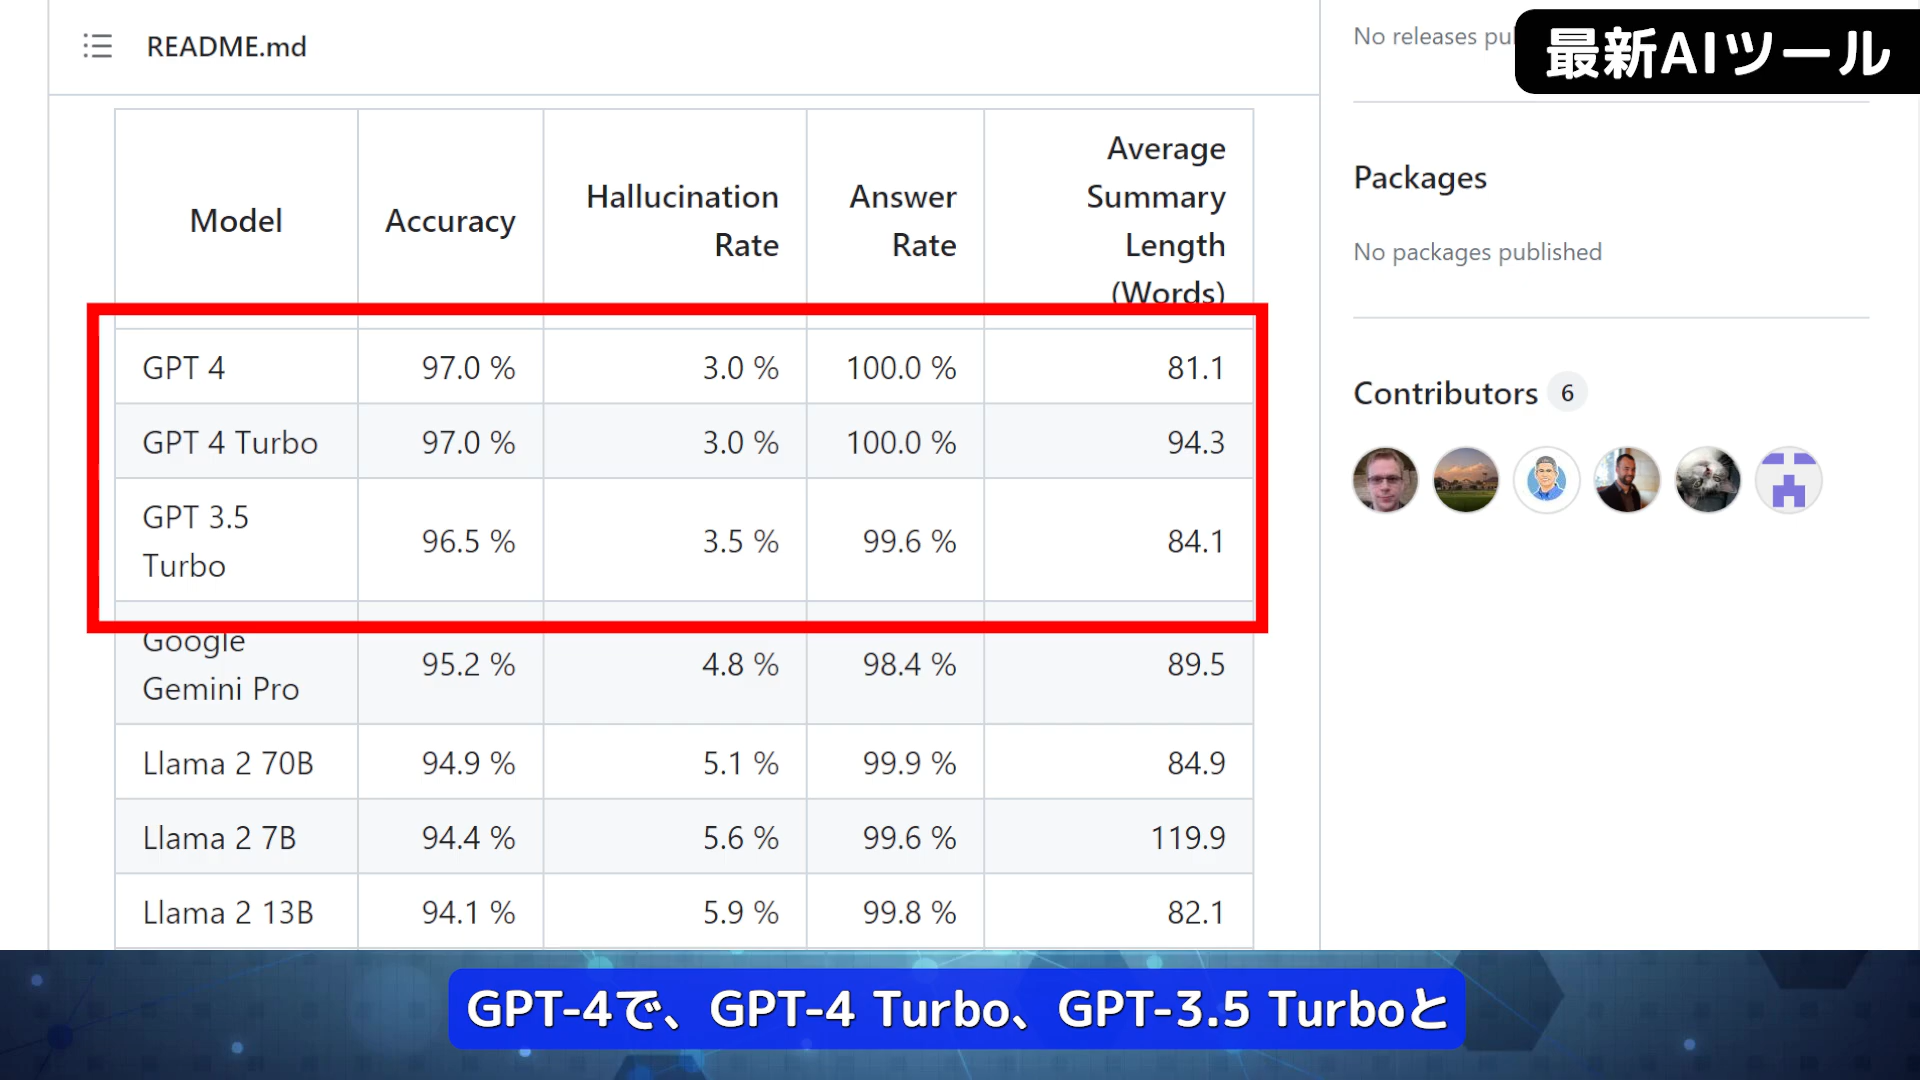 README.md
No releases pu
最新AIツール
Model
Accuracy
Hallucination
Rate
Answer
Rate
Average
Summary
Length
(Words)
GPT 4
97.0 %
3.0 %
100.0 %
81.1
GPT 4 Turbo
97.0 %
3.0 %
100.0 %
94.3
GPT 3.5
Turbo
96.5 %
3.5 %
99.6 %
84.1
Google
Gemini Pro
95.2 %
4.8 %
98.4 %
89.5
Llama 2 70B
94.9 %
5.1 %
99.9 %
84.9
Llama 2 7B
94.4 %
5.6 %
99.6 %
119.9
Llama 2 13B
94.1 %
5.9 %
99.8 %
82.1
Packages
No packages published
Contributors 6
GPT-4で、GPT-4 Turbo、GPT-3.5 Turboと